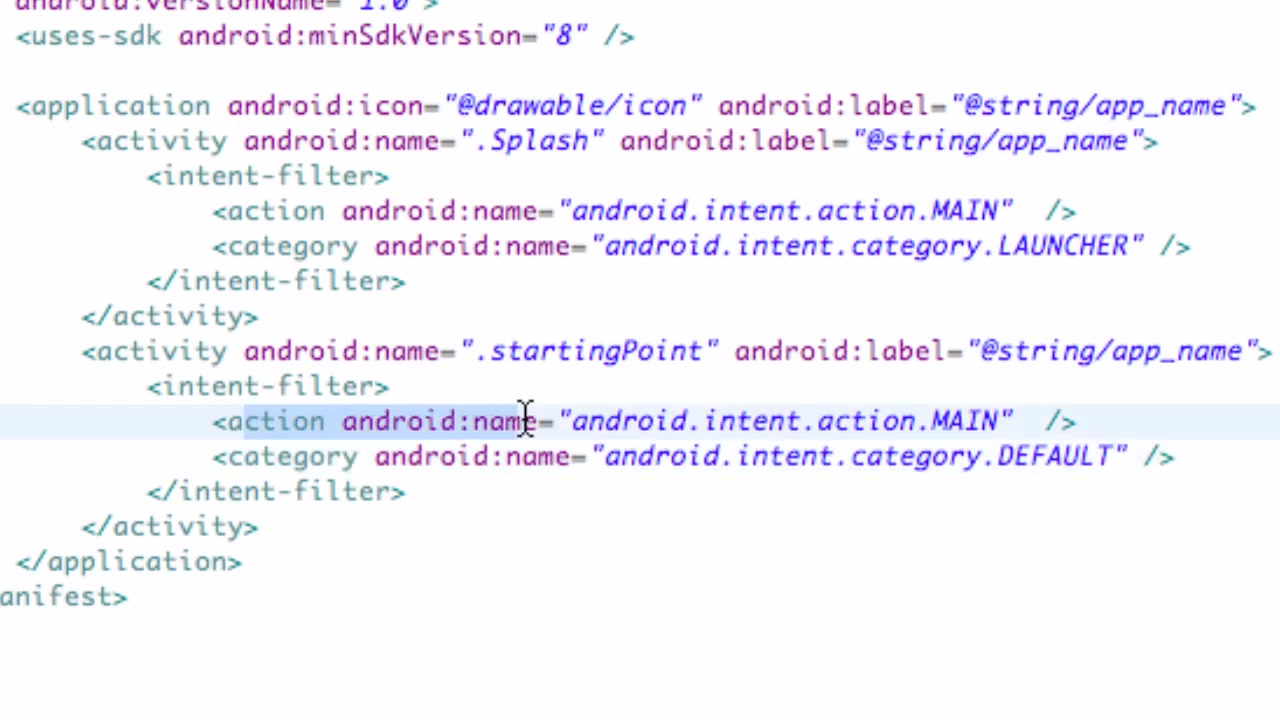 android:versionName="1.0">
<uses-sdk android:minSdkVersion="8" />
<application android:icon="@drawable/icon" android:label="@string/app_name">
<activity android:name=".Splash" android:label="@string/app_name">
<intent-filter>
<action android:name="android.intent.action.MAIN"  />
<category android:name="android.intent.category.LAUNCHER" />
</intent-filter>
</activity>
<activity android:name=".startingPoint" android:label="@string/app_name">
<intent-filter>
<action android:name="android.intent.action.MAIN"  />
<category android:name="android.intent.category.DEFAULT" />
</intent-filter>
</activity>
</application>
anifest>